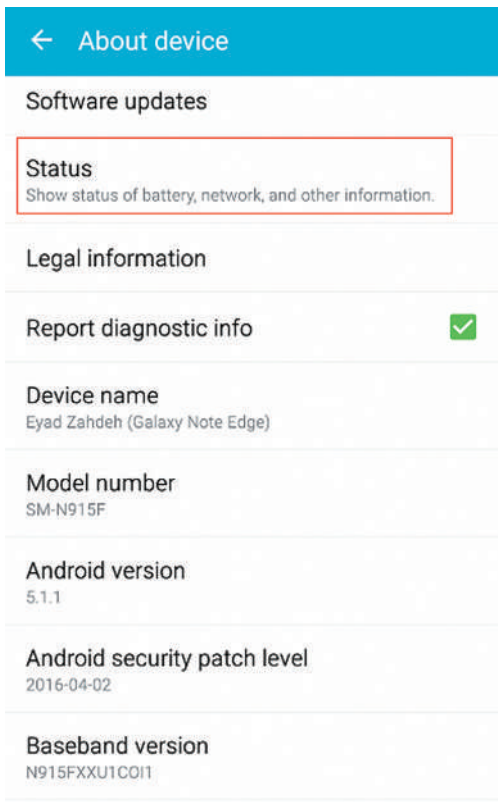 About device
Software updates
Status
Show status of battery, network, and other information.
Legal information
Report diagnostic info
Device name
Eyad Zahdeh (Galaxy Note Edge)
Model number
SM-N915F
Android version
5.1.1
Android security patch level
2016-04-02
Baseband version
N915FXXU1COI1